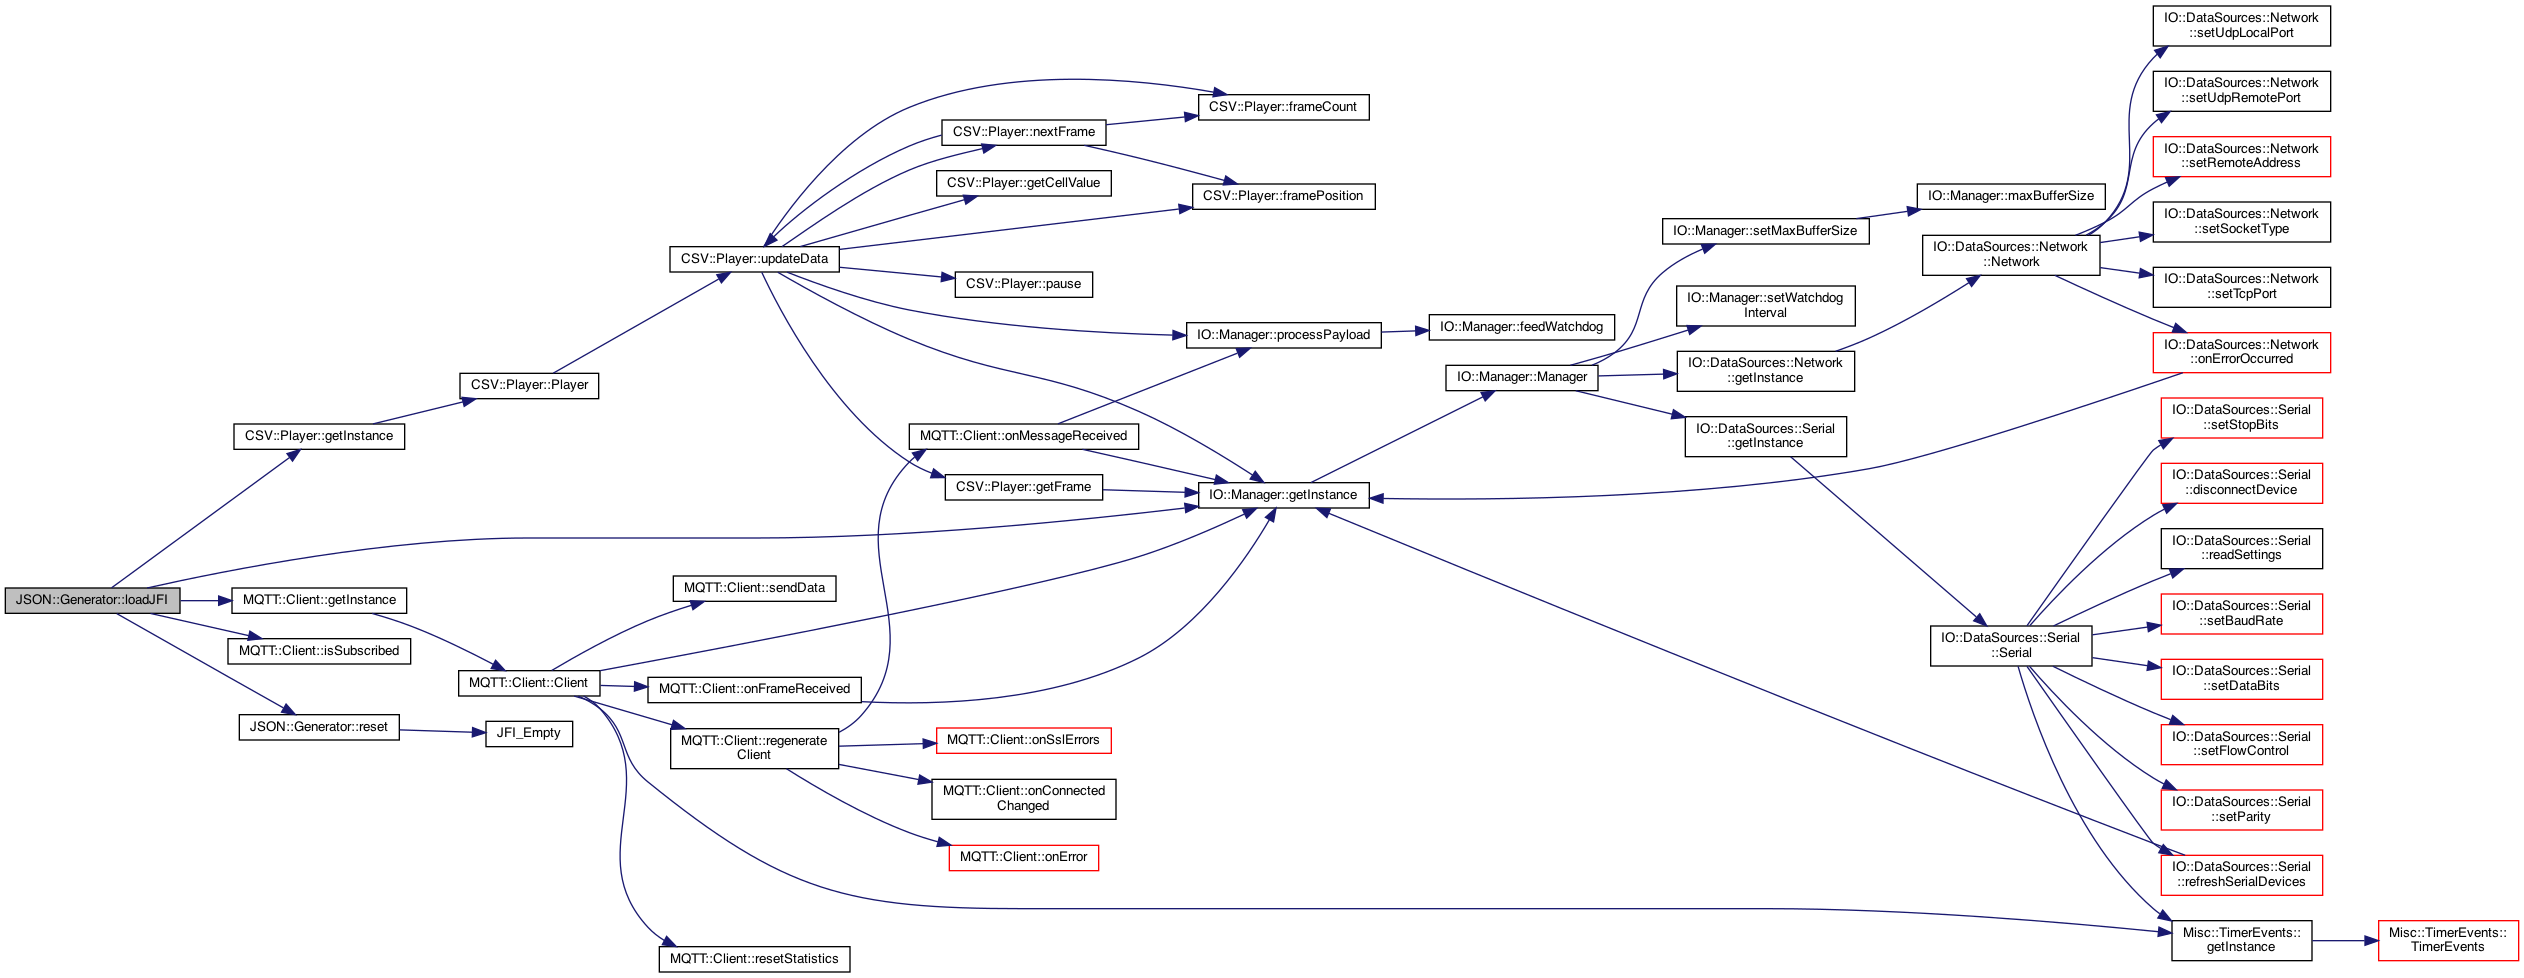 JSON::Generator::loadJFI
CSV::Player::getInstance
MQTT::Client::getInstance
MQTT::Client::isSubscribed
JSON::Generator::reset
CSV::Player::Player
MQTT::Client::Client
JFI_Empty
CSV::Player::updateData
MQTT::Client::sendData
MQTT::Client::onFrameReceived
MQTT::Client::regenerate
Client
MQTT::Client::resetStatistics
CSV::Player::nextFrame
CSV::Player::getCellValue
CSV::Player::pause
MQTT::Client::onMessageReceived
CSV::Player::getFrame
MQTT::Client::onSslErrors
MQTT::Client::onConnected
Changed
MQTT::Client::onError
CSV::Player::frameCount
CSV::Player::framePosition
IO::Manager::processPayload
IO::Manager::getInstance
IO::Manager::feedWatchdog
IO::Manager::Manager
IO::Manager::setMaxBufferSize
IO::Manager::setWatchdog
Interval
IO::DataSources::Network
::getInstance
IO::DataSources::Serial
::getInstance
IO::Manager::maxBufferSize
IO::DataSources::Network
::Network
IO::DataSources::Serial
::Serial
IO::DataSources::Network
::setUdpLocalPort
IO::DataSources::Network
::setUdpRemotePort
IO::DataSources::Network
::setRemoteAddress
IO::DataSources::Network
::setSocketType
IO::DataSources::Network
::setTcpPort
IO::DataSources::Network
::onErrorOccurred
IO::DataSources::Serial
::setStopBits
IO::DataSources::Serial
::disconnectDevice
IO::DataSources::Serial
::readSettings
IO::DataSources::Serial
::setBaudRate
IO::DataSources::Serial
::setDataBits
IO::DataSources::Serial
::setFlowControl
IO::DataSources::Serial
::setParity
IO::DataSources::Serial
::refreshSerialDevices
Misc::TimerEvents::
getInstance
Misc::TimerEvents::
TimerEvents